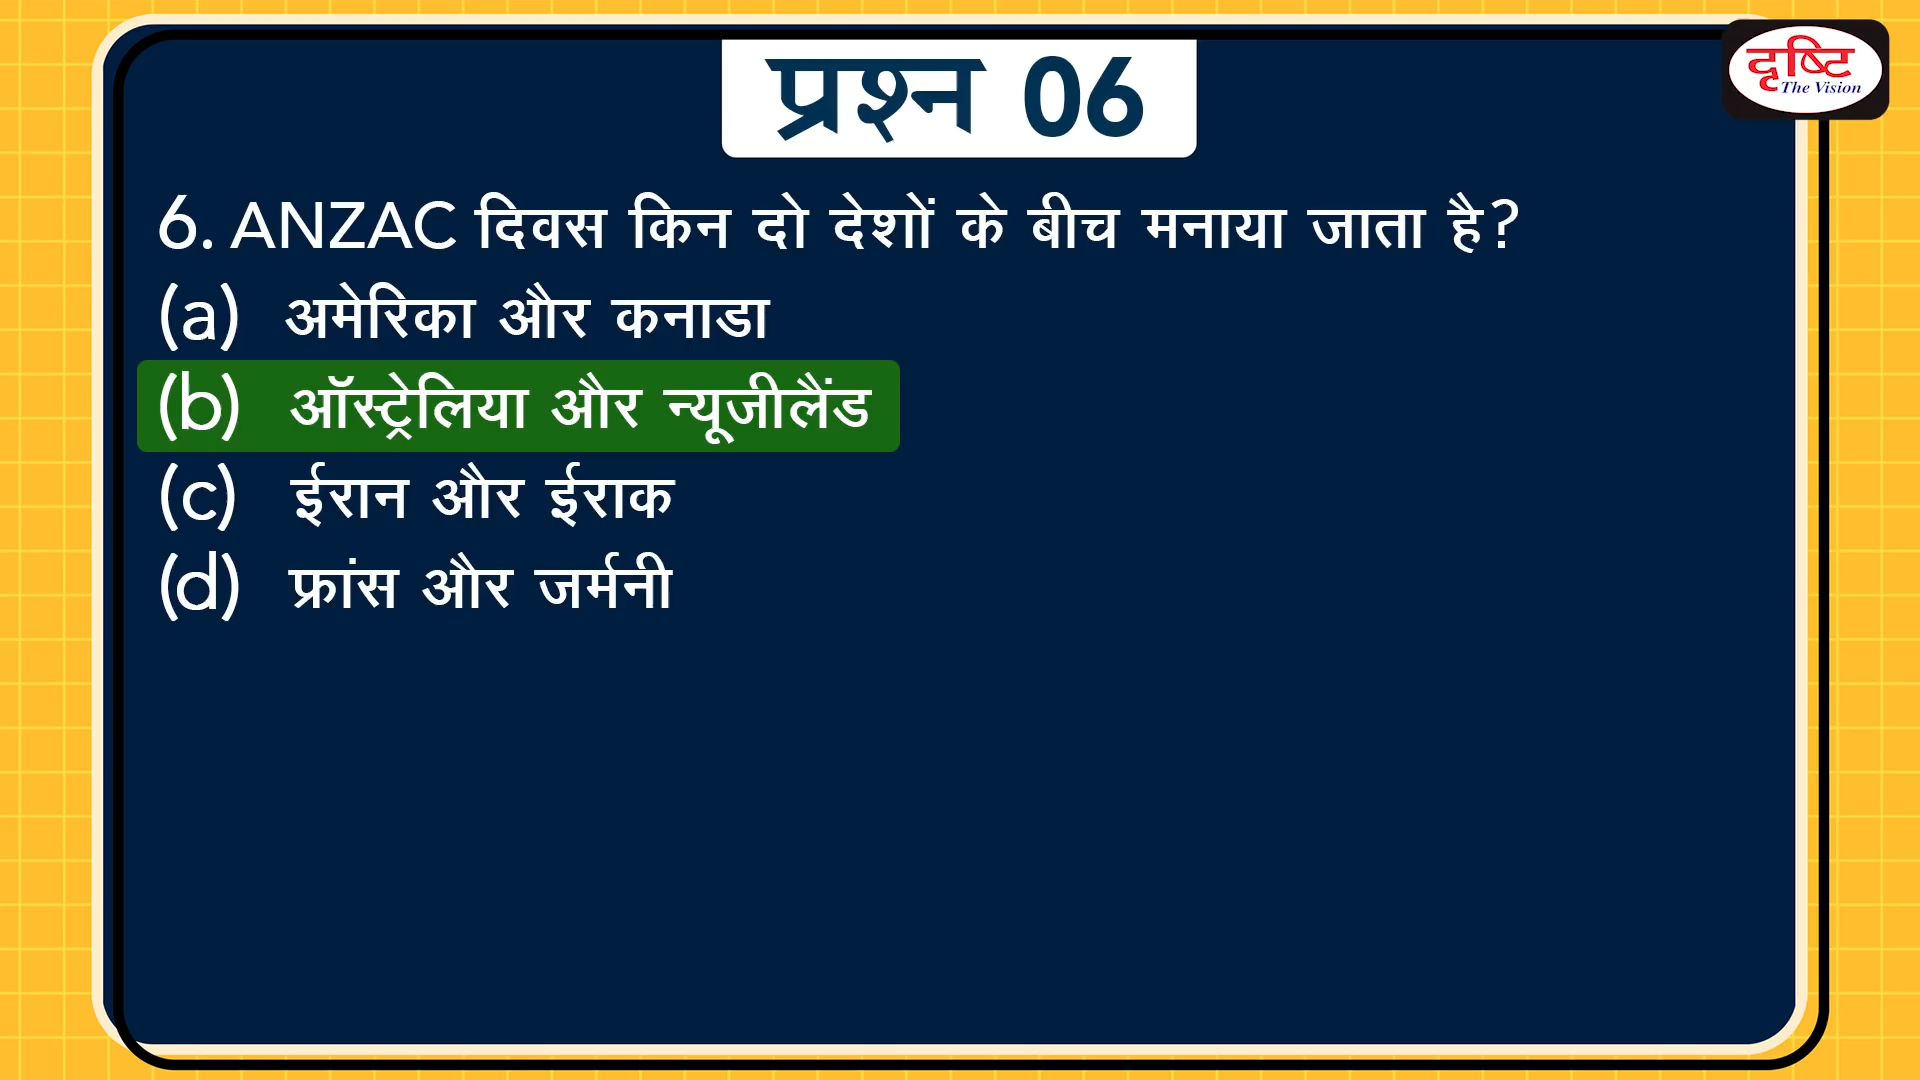 प्रश्न 06
दृष्टि
The Vision
6. ANZAC दिवस किन दो देशों के बीच मनाया जाता है?
(a) अमेरिका और कनाडा
(b) ऑस्ट्रेलिया और न्यूजीलैंड
(c) ईरान और ईराक
(d) फ्रांस और जर्मनी